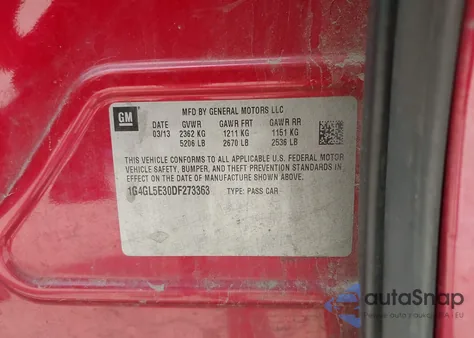 GM
MFD BY GENERAL MOTORS LLC
DATE GVWR GAWR FRT GAWR RR
03/13 2362 KG 1211 KG 1151 KG
5206 LB 2670 LB 2536 LB
THIS VEHICLE CONFORMS TO ALL APPLICABLE U.S. FEDERAL MOTOR
VEHICLE SAFETY, BUMPER, AND THEFT PREVENTION STANDARDS IN
EFFECT ON THE DATE OF MANUFACTURE SHOWN ABOVE.
1G4GL5E30DF273363 TYPE: PASS CAR
autaSnap